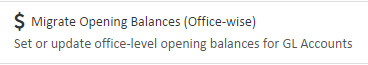 $ Migrate Opening Balances (Office-wise)
Set or update office-level opening balances for GL Accounts